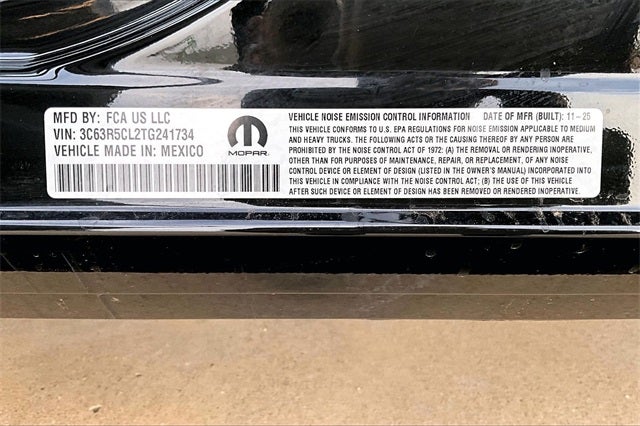 MFD BY: FCA US LLC
VIN: 3C63R5CL2TG241734
VEHICLE MADE IN: MEXICO
MOPAR
VEHICLE NOISE EMISSION CONTROL INFORMATION DATE OF MFR (BUILT): 11-25
THIS VEHICLE CONFORMS TO U.S. EPA REGULATIONS FOR NOISE EMISSION APPLICABLE TO MEDIUM
AND HEAVY TRUCKS. THE FOLLOWING ACTS OR THE CAUSING THEREOF BY ANY PERSON
ARE PROHIBITED BY THE NOISE CONTROL ACT OF 1972: (A) THE REMOVAL OR RENDERING INOPERATIVE,
OTHER THAN FOR PURPOSES OF MAINTENANCE, REPAIR, OR REPLACEMENT, OF ANY NOISE
CONTROL DEVICE OR ELEMENT OF DESIGN (LISTED IN THE OWNER'S MANUAL) INCORPORATED INTO
THIS VEHICLE IN COMPLIANCE WITH THE NOISE CONTROL ACT; (B) THE USE OF THIS VEHICLE
AFTER SUCH DEVICE OR ELEMENT OF DESIGN HAS BEEN REMOVED OR RENDERED INOPERATIVE.